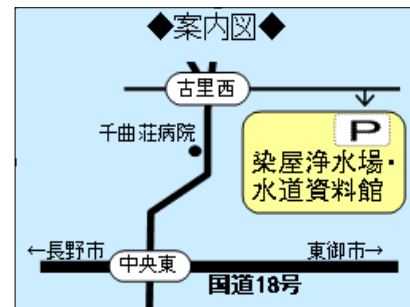 ◆案内図◆
古里西
千曲荘病院
P
染屋浄水場・
水道資料館
←長野市
東御市→
中央東
国道18号